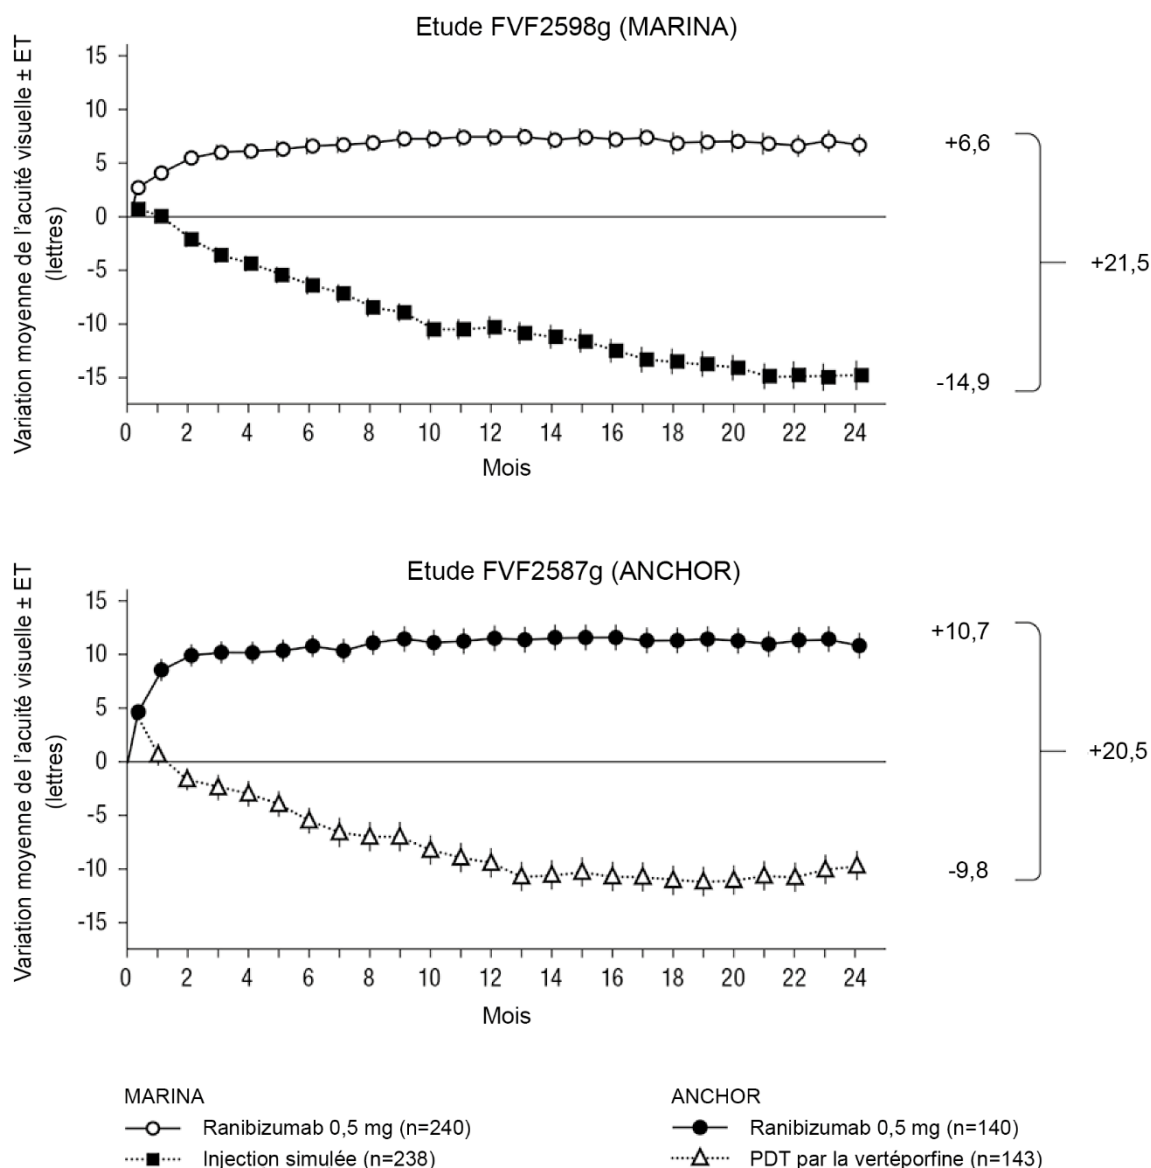 Etude FVF2598g (MARINA)
Variation moyenne de l'acuité visuelle ± ET
(lettres)
15
10
5
0
-5
-10
-15
0 2 4 6 8 10 12 14 16 18 20 22 24
Mois
+6,6
+21,5
-14,9
Etude FVF2587g (ANCHOR)
Variation moyenne de l'acuité visuelle ± ET
(lettres)
15
10
5
0
-5
-10
-15
0 2 4 6 8 10 12 14 16 18 20 22 24
Mois
+10,7
+20,5
-9,8
MARINA
Ranibizumab 0,5 mg (n=240)
Injection simulée (n=238)
ANCHOR
Ranibizumab 0,5 mg (n=140)
PDT par la vertéporfine (n=143)